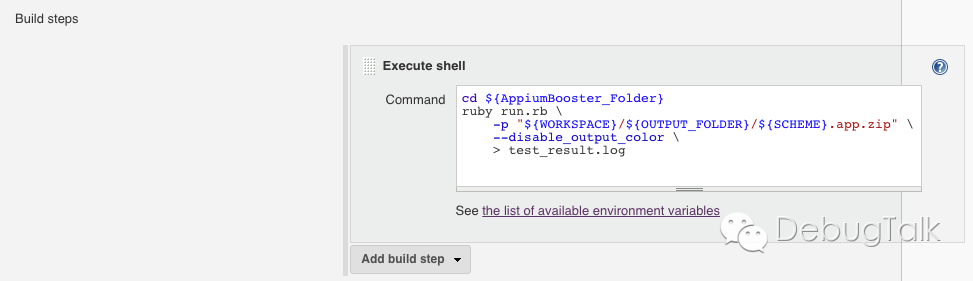 Build steps
Execute shell
Command
cd ${AppiumBooster_Folder}
ruby run.rb \
-p "${WORKSPACE}/${OUTPUT_FOLDER}/${SCHEME}.app.zip" \
--disable_output_color \
> test_result.log
See the list of available environment variables
DebugTalk
Add build step